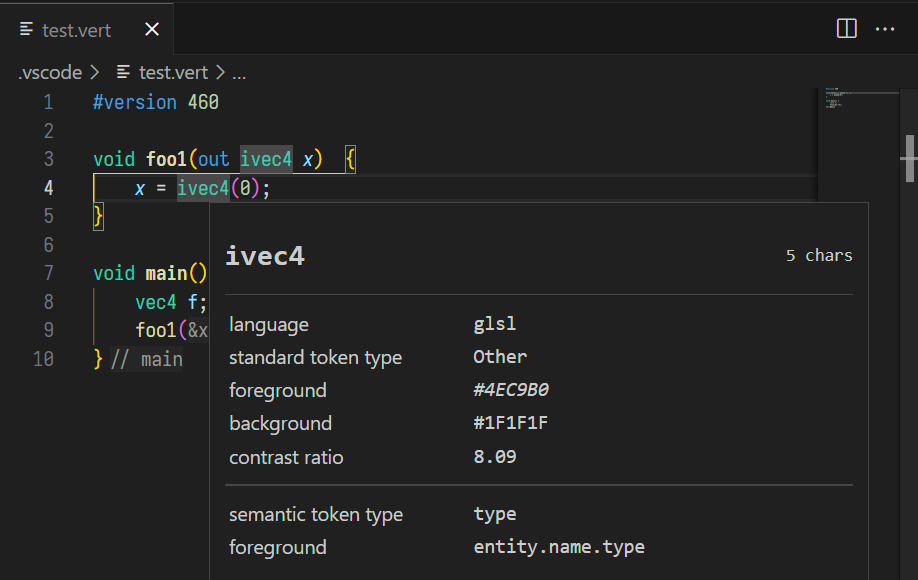 test.vert
.vscode > test.vert > ...
1 #version 460
2
3 void foo1(out ivec4 x) {
4 x = ivec4(0);
5 }
6
7 void main()
8 vec4 f;
9 foo1(&x
10 } // main
ivec4 5 chars
language glsl
standard token type Other
foreground #4EC9B0
background #1F1F1F
contrast ratio 8.09
semantic token type type
foreground entity.name.type